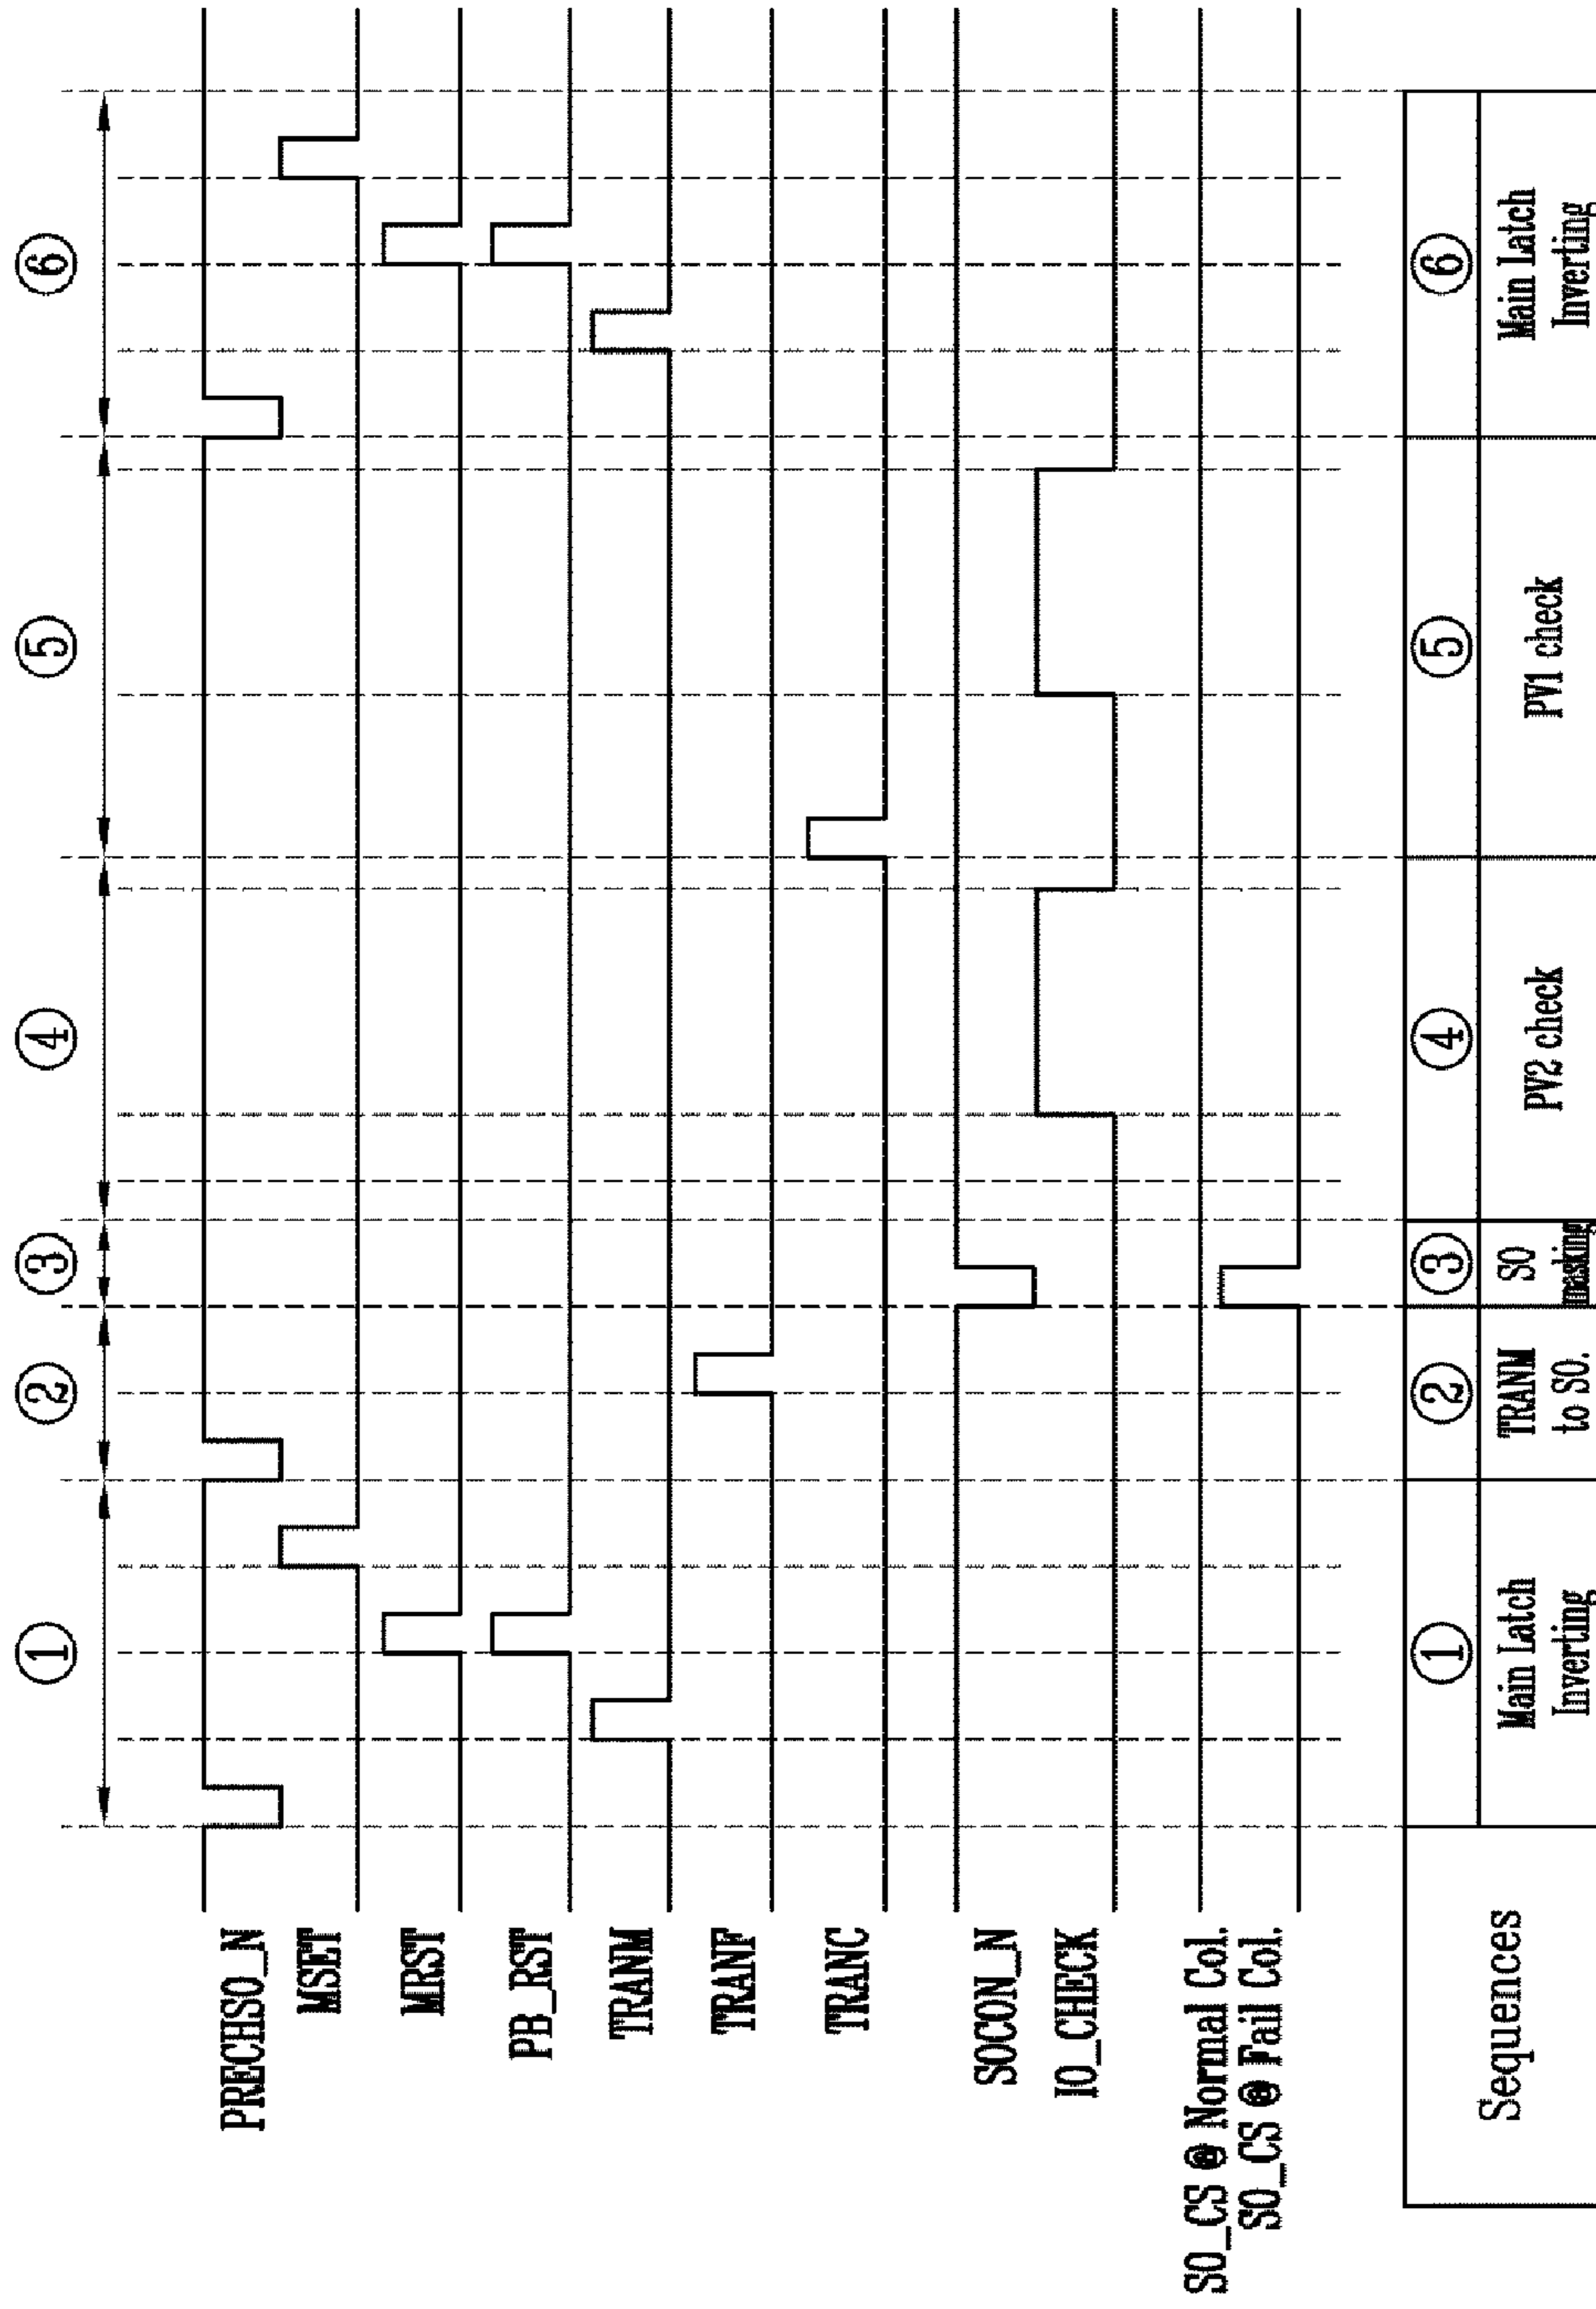 ① ② ③ ④ ⑤ ⑥
PRECHSO_N
MSET
MRST
PB_RST
TRANM
TRANF
TRANC
SOCON_N
IO_CHECK
SO_CS @ Normal Col.
SO_CS @ Fail Col.
Sequences
① ② ③ ④ ⑤ ⑥
Main Latch
Inverting
TRANM
to SO.
SO
masking
PV2 check
PV1 check
Main Latch
Inverting